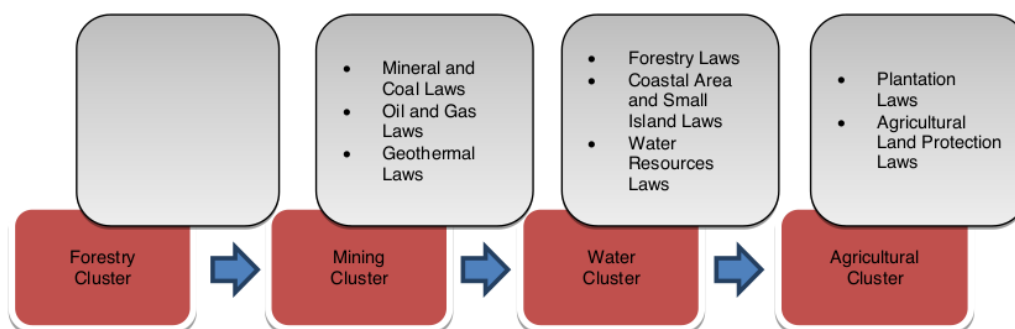 • Mineral and
Coal Laws
• Oil and Gas
Laws
• Geothermal
Laws
• Forestry Laws
• Coastal Area
and Small
Island Laws
• Water
Resources
Laws
• Plantation
Laws
• Agricultural
Land Protection
Laws
Forestry
Cluster
Mining
Cluster
Water
Cluster
Agricultural
Cluster